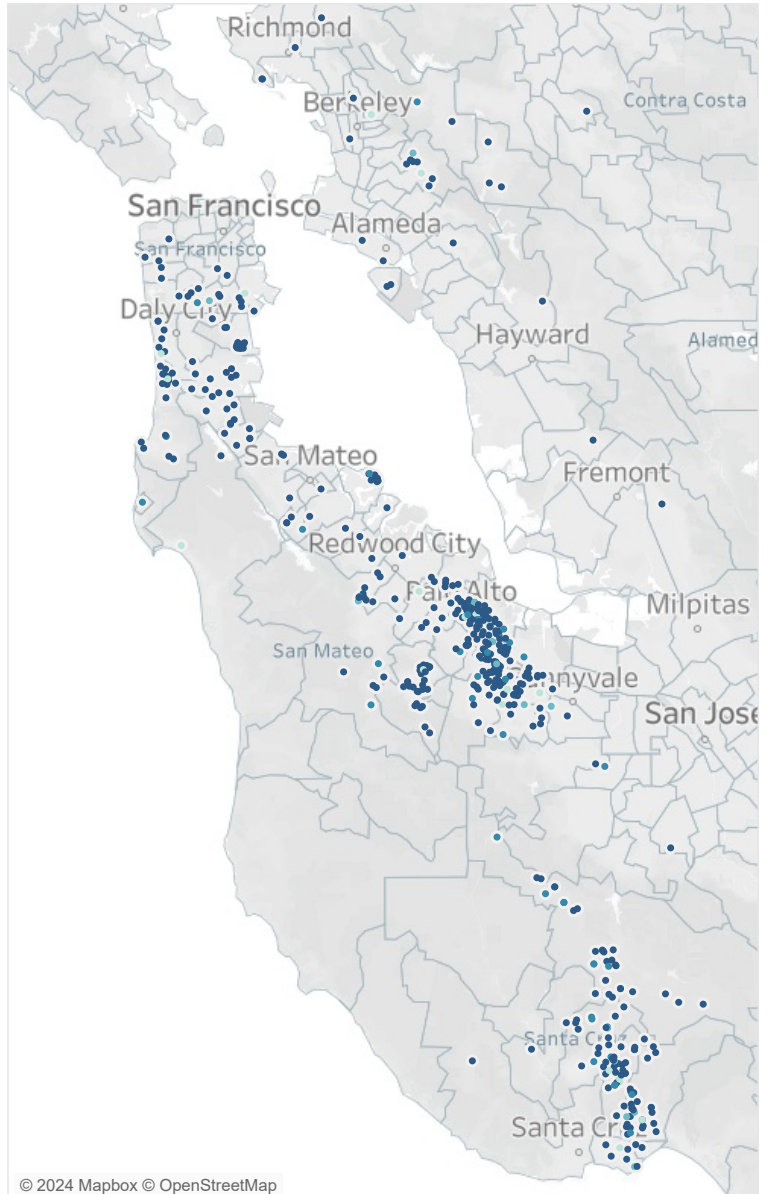 Richmond
Berkeley
Contra Costa
San Francisco
Alameda
San Francisco
Daly City
Hayward
Alamed
San Mateo
Fremont
Redwood City
Palo Alto
Milpitas
San Mateo
Sunnyvale
San Jose
Santa Cruz
Santa Cruz
© 2024 Mapbox © OpenStreetMap